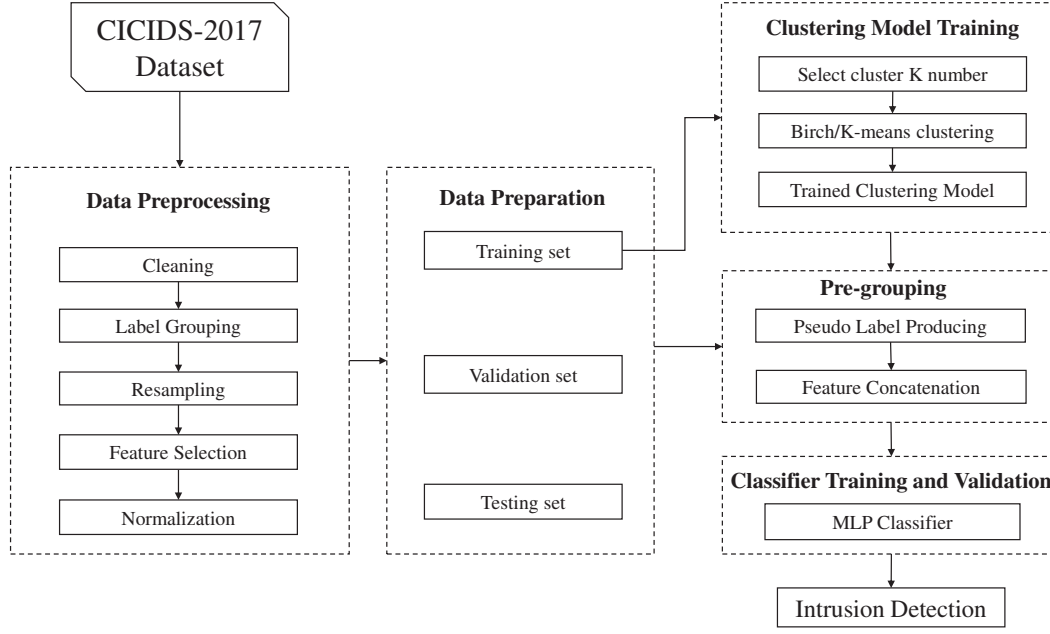 CICIDS-2017
Dataset
Data Preprocessing
Cleaning
Label Grouping
Resampling
Feature Selection
Normalization
Data Preparation
Training set
Validation set
Testing set
Clustering Model Training
Select cluster K number
Birch/K-means clustering
Trained Clustering Model
Pre-grouping
Pseudo Label Producing
Feature Concatenation
Classifier Training and Validation
MLP Classifier
Intrusion Detection